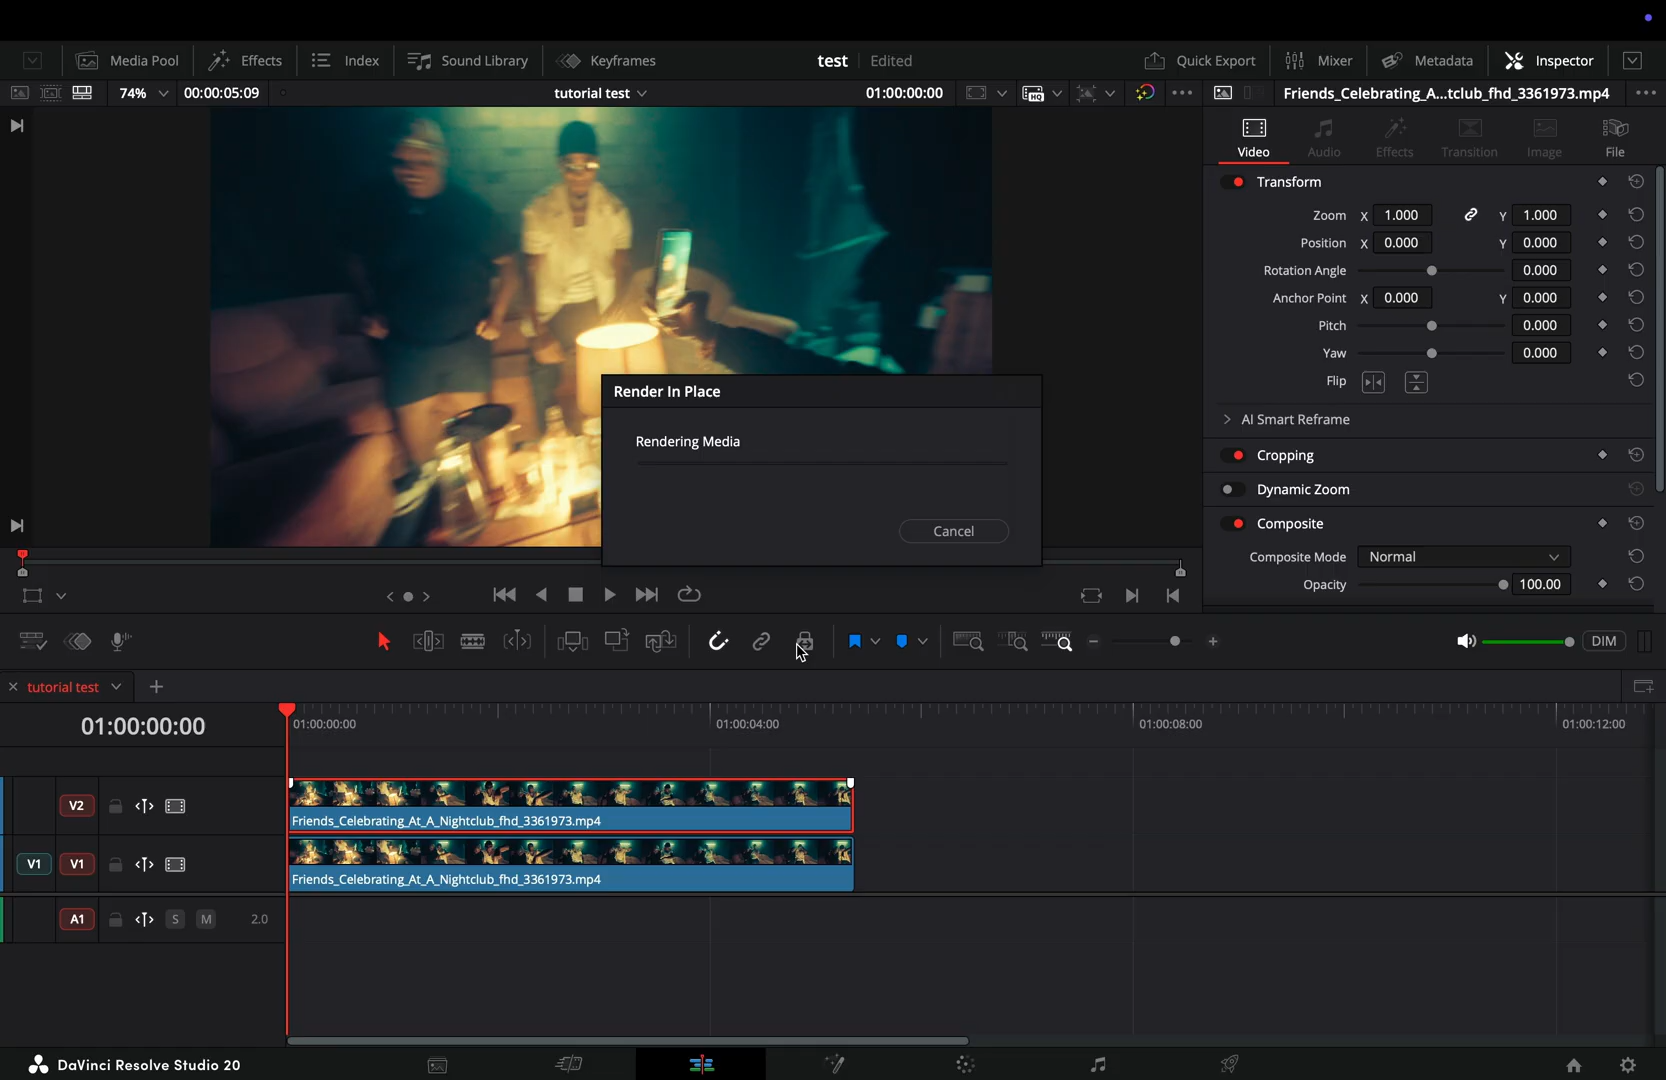 Media Pool Effects Index Sound Library Keyframes test Edited Quick Export Mixer Metadata Inspector
74% 00:00:05:09 tutorial test 01:00:00:00 HQ Friends_Celebrating_A...tclub_fhd_3361973.mp4
Video Audio Effects Transition Image File
Transform
Zoom X 1.000 Y 1.000
Position X 0.000 Y 0.000
Rotation Angle 0.000
Anchor Point X 0.000 Y 0.000
Pitch 0.000
Yaw 0.000
Flip
AI Smart Reframe
Cropping
Dynamic Zoom
Composite
Composite Mode Normal
Opacity 100.00
Render In Place
Rendering Media
Cancel
DIM
tutorial test
01:00:00:00 01:00:00:00 01:00:04:00 01:00:08:00 01:00:12:00
V2
Friends_Celebrating_At_A_Nightclub_fhd_3361973.mp4
V1 V1
Friends_Celebrating_At_A_Nightclub_fhd_3361973.mp4
A1 S M 2.0
DaVinci Resolve Studio 20